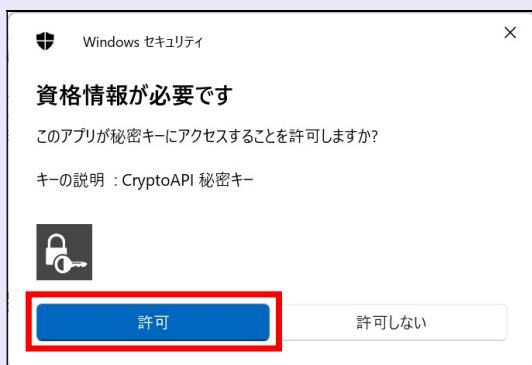 Windows セキュリティ
資格情報が必要です
このアプリが秘密キーにアクセスすることを許可しますか?
キーの説明 : CryptoAPI 秘密キー
許可
許可しない